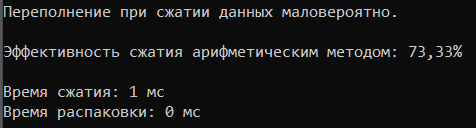 Переполнение при сжатии данных маловероятно.
Эффективность сжатия арифметическим методом: 73,33%
Время сжатия: 1 мс
Время распаковки: 0 мс